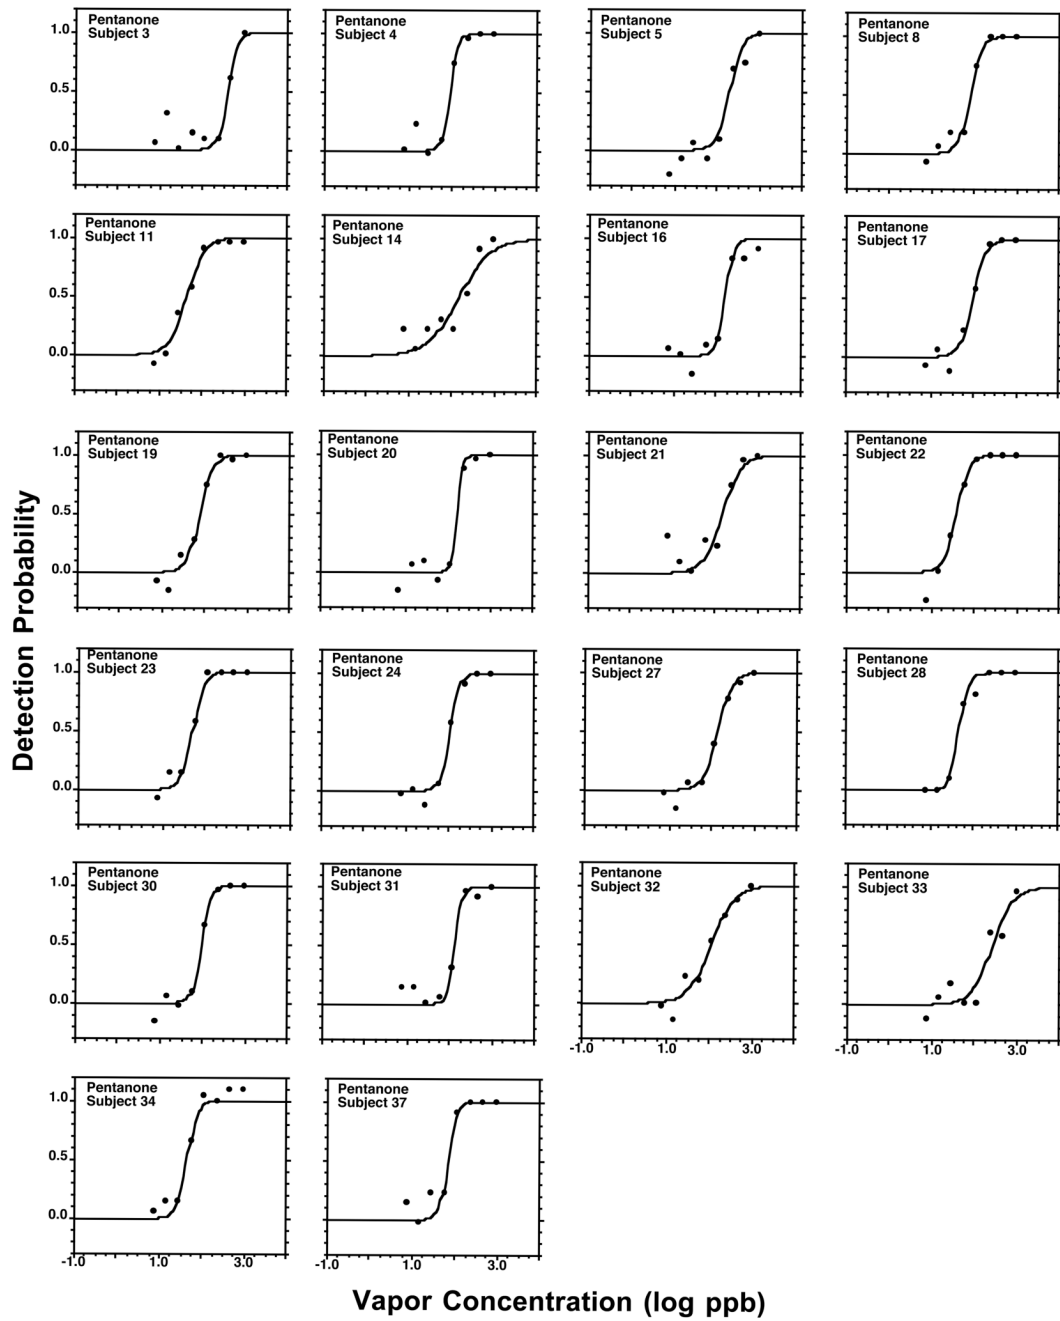 Pentanone
Subject 3
Pentanone
Subject 4
Pentanone
Subject 5
Pentanone
Subject 8
1.0
0.5
0.0
Pentanone
Subject 11
Pentanone
Subject 14
Pentanone
Subject 16
Pentanone
Subject 17
1.0
0.5
0.0
Pentanone
Subject 19
Pentanone
Subject 20
Pentanone
Subject 21
Pentanone
Subject 22
1.0
0.5
0.0
Detection Probability
Pentanone
Subject 23
Pentanone
Subject 24
Pentanone
Subject 27
Pentanone
Subject 28
1.0
0.5
0.0
Pentanone
Subject 30
Pentanone
Subject 31
Pentanone
Subject 32
Pentanone
Subject 33
1.0
0.5
0.0
-1.0 1.0 3.0
-1.0 1.0 3.0
Pentanone
Subject 34
Pentanone
Subject 37
1.0
0.5
0.0
-1.0 1.0 3.0
-1.0 1.0 3.0
Vapor Concentration (log ppb)